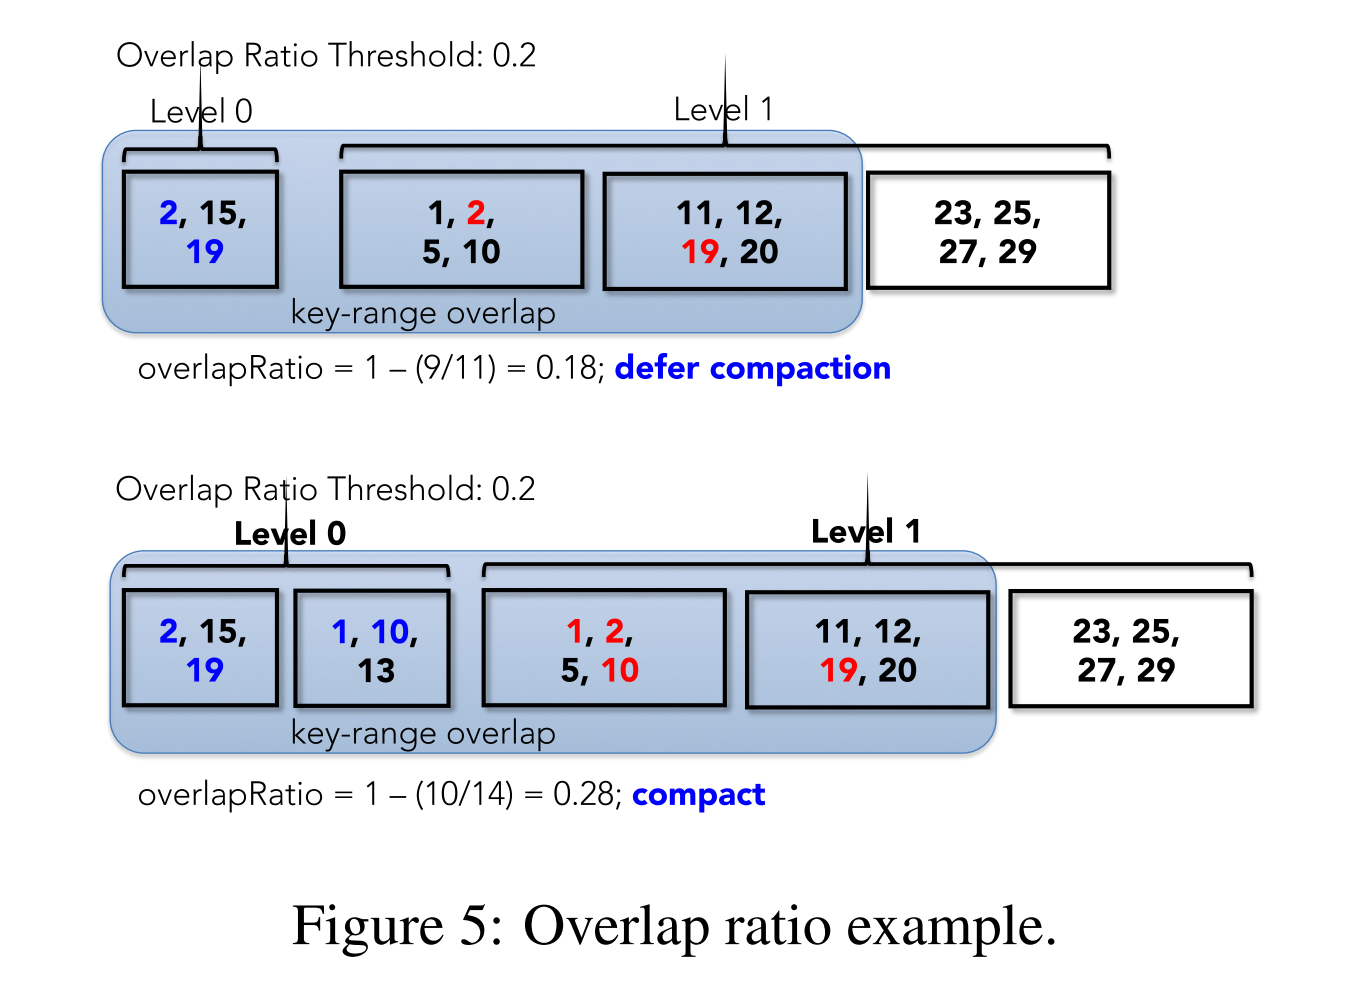 Overlap Ratio Threshold: 0.2
Level 0
Level 1
2, 15,
19
1, 2,
5, 10
11, 12,
19, 20
23, 25,
27, 29
key-range overlap
overlapRatio = 1 – (9/11) = 0.18; defer compaction
Overlap Ratio Threshold: 0.2
Level 0
Level 1
2, 15,
19
1, 10,
13
1, 2,
5, 10
11, 12,
19, 20
23, 25,
27, 29
key-range overlap
overlapRatio = 1 – (10/14) = 0.28; compact
Figure 5: Overlap ratio example.